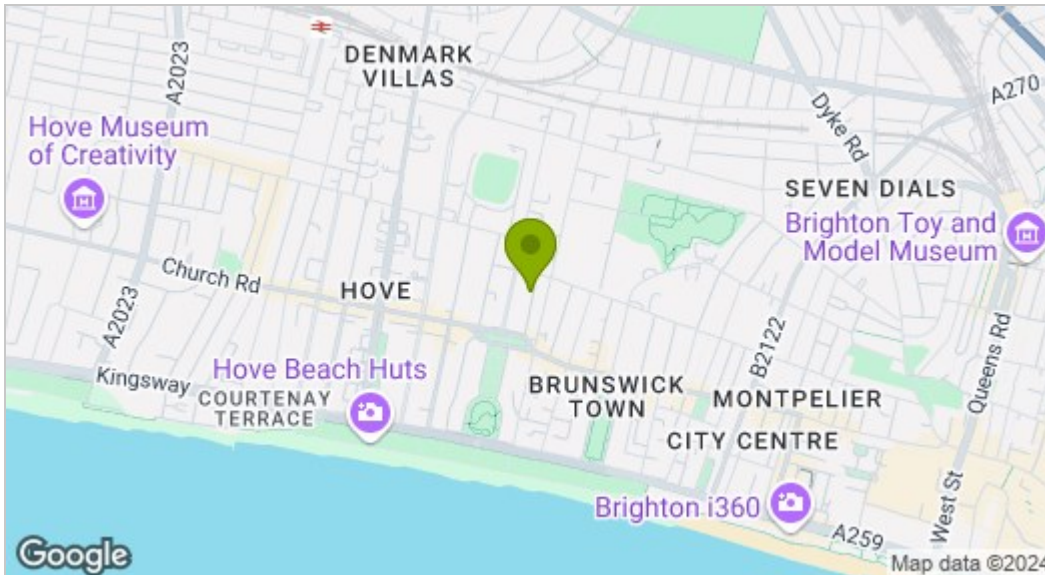 DENMARK
VILLAS
A2023
A270
Dyke Rd
Hove Museum
of Creativity
SEVEN DIALS
Brighton Toy and
Model Museum
Church Rd
HOVE
A2023
B2122
Queens Rd
Hove Beach Huts
Kingsway
COURTENAY
TERRACE
BRUNSWICK
TOWN
MONTPELIER
CITY CENTRE
West St
Brighton i360
A259
Google
Map data ©2024